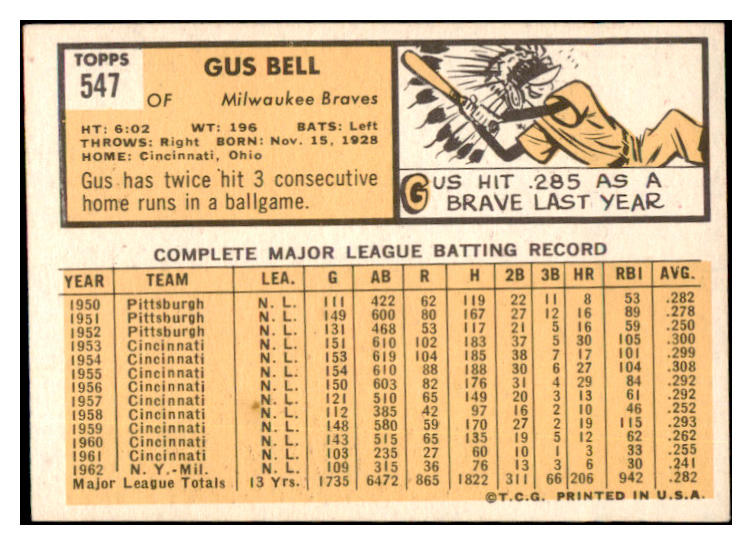 TOPPS
547
GUS BELL
OF Milwaukee Braves
HT: 6:02 WT: 196 BATS: Left
THROWS: Right BORN: Nov. 15, 1928
HOME: Cincinnati, Ohio
Gus has twice hit 3 consecutive
home runs in a ballgame.
GUS HIT .285 AS A
BRAVE LAST YEAR
COMPLETE MAJOR LEAGUE BATTING RECORD
YEAR TEAM LEA. G AB R H 2B 3B HR RBI AVG.
1950 Pittsburgh N. L. 111 422 62 119 22 11 8 53 .282
1951 Pittsburgh N. L. 149 600 80 167 27 12 16 89 .278
1952 Pittsburgh N. L. 131 468 53 117 21 5 16 59 .250
1953 Cincinnati N. L. 151 610 102 183 37 5 30 105 .300
1954 Cincinnati N. L. 153 619 104 185 38 7 17 101 .299
1955 Cincinnati N. L. 154 610 88 188 30 6 27 104 .308
1956 Cincinnati N. L. 150 603 82 176 31 4 29 84 .292
1957 Cincinnati N. L. 121 510 65 149 20 3 13 61 .292
1958 Cincinnati N. L. 112 385 42 97 16 2 10 46 .252
1959 Cincinnati N. L. 148 580 59 170 27 2 19 115 .293
1960 Cincinnati N. L. 143 515 65 135 19 5 12 62 .262
1961 Cincinnati N. L. 103 235 27 60 10 1 3 33 .255
1962 N. Y.-Mil. N. L. 109 315 36 76 13 3 6 30 .241
Major League Totals 13 Yrs. 1735 6472 865 1822 311 66 206 942 .282
©T.C.G. PRINTED IN U.S.A.